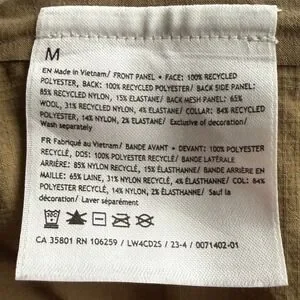 M
EN Made in Vietnam/ FRONT PANEL • FACE: 100% RECYCLED
POLYESTER, BACK: 100% RECYCLED POLYESTER/ BACK SIDE PANEL:
85% RECYCLED NYLON, 15% ELASTANE/ BACK MESH PANEL: 65%
WOOL, 31% RECYCLED NYLON, 4% ELASTANE/ COLLAR: 84% RECYCLED
POLYESTER, 14% NYLON, 2% ELASTANE/ Exclusive of decoration/
Wash separately
FR Fabriqué au Vietnam/ BANDE AVANT • DEVANT: 100% POLYESTER
RECYCLÉ, DOS: 100% POLYESTER RECYCLÉ/ BANDE LATÉRALE
ARRIÈRE: 85% NYLON RECYCLÉ, 15% ÉLASTHANNE/ BANDE ARRIÈRE EN
MAILLE: 65% LAINE, 31% NYLON RECYCLÉ, 4% ÉLASTHANNE/ COL: 84%
POLYESTER RECYCLÉ, 14% NYLON, 2% ÉLASTHANNE/ Sauf la
décoration/ Laver séparément
CA 35801 RN 106259 / LW4CD2S / 23-4 / 0071402-01